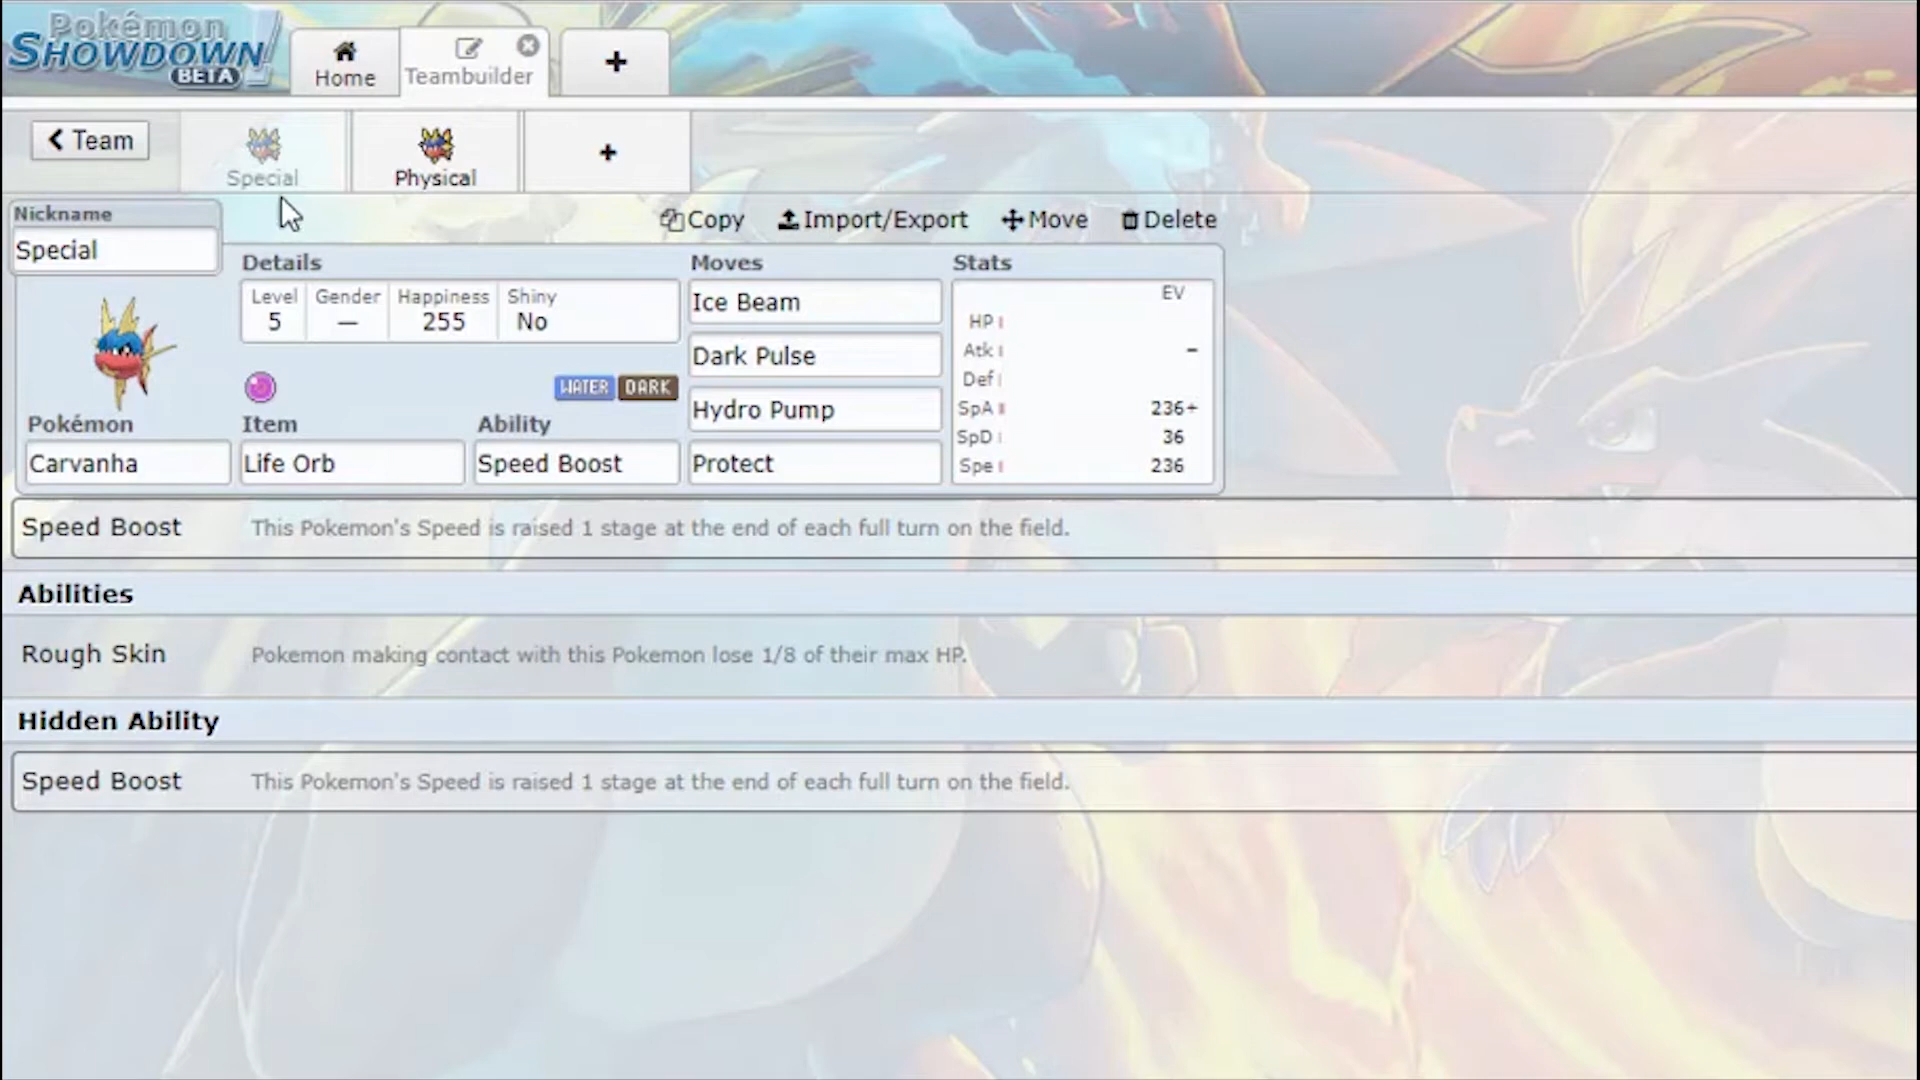 Pokémon
SHOWDOWN
BETA
Home
Teambuilder
+
Team
Special
Physical
+
Nickname
Special
Copy
Import/Export
Move
Delete
Details
Moves
Stats
Level
Gender
Happiness
Shiny
5
—
255
No
Ice Beam
Dark Pulse
Hydro Pump
Protect
EV
HP
Atk –
Def
SpA 236+
SpD 36
Spe 236
WATER DARK
Pokémon
Item
Ability
Carvanha
Life Orb
Speed Boost
Speed Boost This Pokemon's Speed is raised 1 stage at the end of each full turn on the field.
Abilities
Rough Skin Pokemon making contact with this Pokemon lose 1/8 of their max HP.
Hidden Ability
Speed Boost This Pokemon's Speed is raised 1 stage at the end of each full turn on the field.